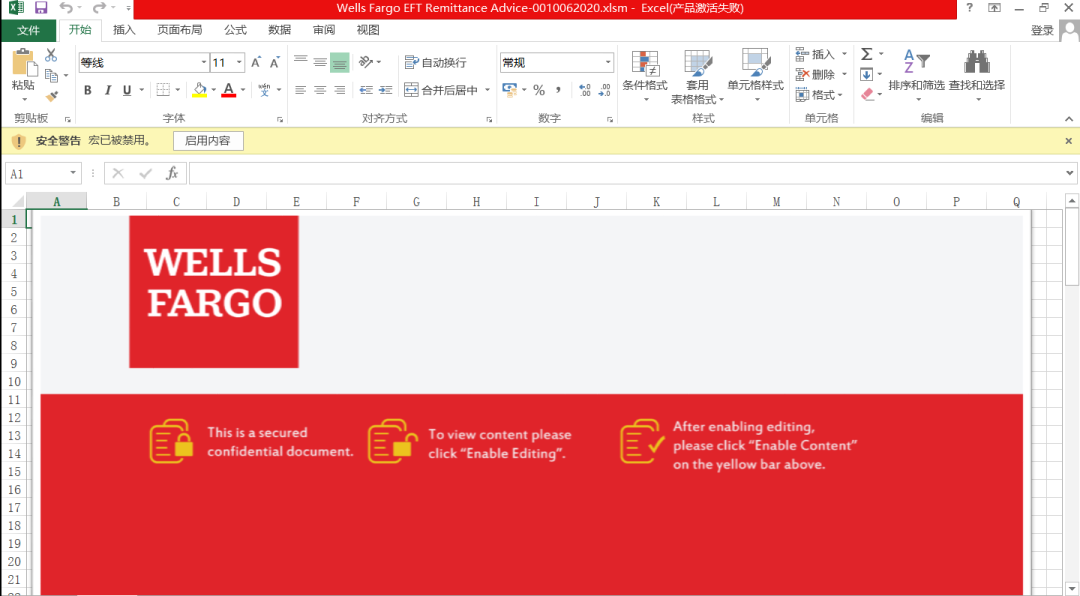 Wells Fargo EFT Remittance Advice-0010062020.xlsm - Excel(产品激活失败)
?
文件 开始 插入 页面布局 公式 数据 审阅 视图 登录
粘贴
等线 11 A A
B I U A wén 文
自动换行
合并后居中
常规
% , .00 .0
条件格式 套用 单元格样式
表格格式
插入
删除
格式
Σ
A Z
排序和筛选 查找和选择
剪贴板 字体 对齐方式 数字 样式 单元格 编辑
! 安全警告 宏已被禁用。 启用内容
A1 fx
A B C D E F G H I J K L M N O P Q
1
2
3
4
5
6
7
8
9
10
11
12
13
14
15
16
17
18
19
20
21
WELLS
FARGO
This is a secured
confidential document.
To view content please
click “Enable Editing”.
After enabling editing,
please click “Enable Content”
on the yellow bar above.